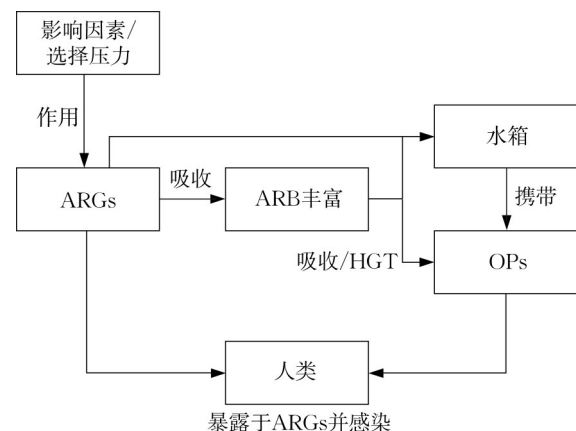 影响因素/
选择压力
作用
水箱
吸收
携带
ARGs
ARB丰富
吸收/HGT
OPs
人类
暴露于ARGs并感染